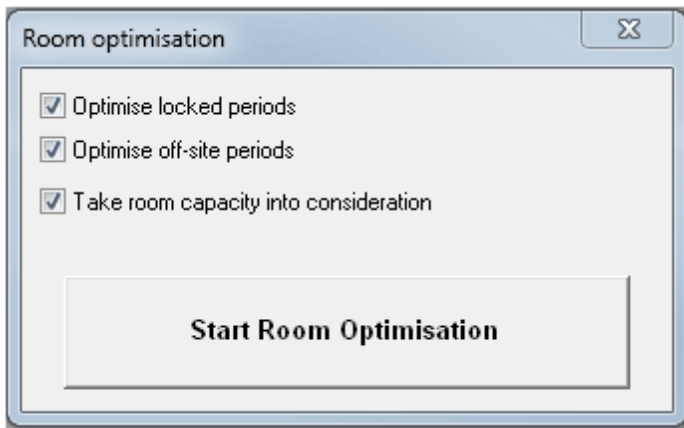 Room optimisation
Optimise locked periods
Optimise off-site periods
Take room capacity into consideration
Start Room Optimisation